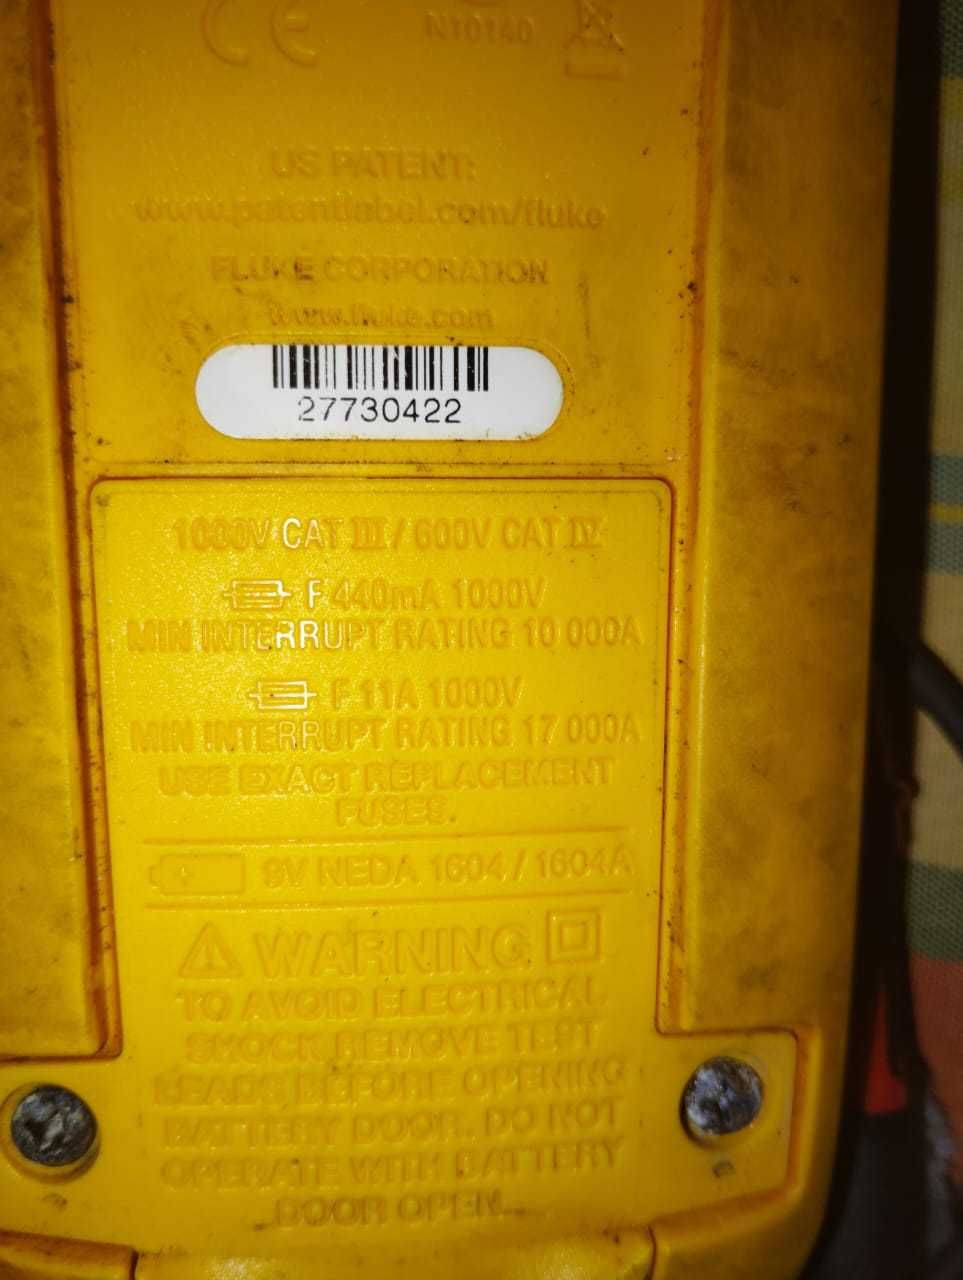 CE
N10140
US PATENT:
www.patentlabel.com/fluke
FLUKE CORPORATION
www.fluke.com
27730422
1000V CAT III / 600V CAT IV
F 440mA 1000V
MIN INTERRUPT RATING 10 000A
F 11A 1000V
MIN INTERRUPT RATING 17 000A
USE EXACT REPLACEMENT
FUSES.
9V NEDA 1604 / 1604A
WARNING
TO AVOID ELECTRICAL
SHOCK REMOVE TEST
LEADS BEFORE OPENING
BATTERY DOOR. DO NOT
OPERATE WITH BATTERY
DOOR OPEN.